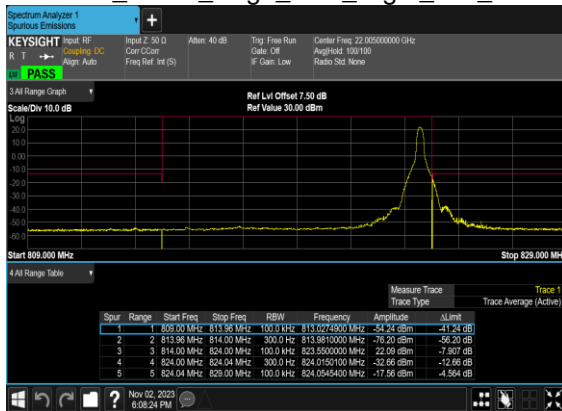 Spectrum Analyzer 1
Spurious Emissions
KEYSIGHT Input: RF Input Z: 50 Ω Atten: 40 dB Trig: Free Run Center Freq: 22.005000000 GHz
R T Coupling: DC Corr CCorr Gate: Off Avg|Hold: 100/100
Align: Auto Freq Ref: Int (S) IF Gain: Low Radio Std: None
PASS
3 All Range Graph
Ref Lvl Offset 7.50 dB
Scale/Div 10.0 dB Ref Value 30.00 dBm
Log
20.0
10.0
0.00
-10.0
-20.0
-30.0
-40.0
-50.0
-60.0
Start 809.000 MHz Stop 829.000 MH
4 All Range Table
Measure Trace Trace 1
Trace Type Trace Average (Active)
Spur Range Start Freq Stop Freq RBW Frequency Amplitude ΔLimit
1 1 809.00 MHz 813.96 MHz 100.0 kHz 813.0274900 MHz -54.24 dBm -41.24 dB
2 2 813.96 MHz 814.00 MHz 300.0 Hz 813.9810000 MHz -76.20 dBm -56.20 dB
3 3 814.00 MHz 824.00 MHz 100.0 kHz 823.5500000 MHz 22.09 dBm -7.907 dB
4 4 824.00 MHz 824.04 MHz 300.0 Hz 824.0150100 MHz -32.66 dBm -12.66 dB
5 5 824.04 MHz 829.00 MHz 100.0 kHz 824.0545400 MHz -17.56 dBm -4.564 dB
Nov 02, 2023
6:08:24 PM